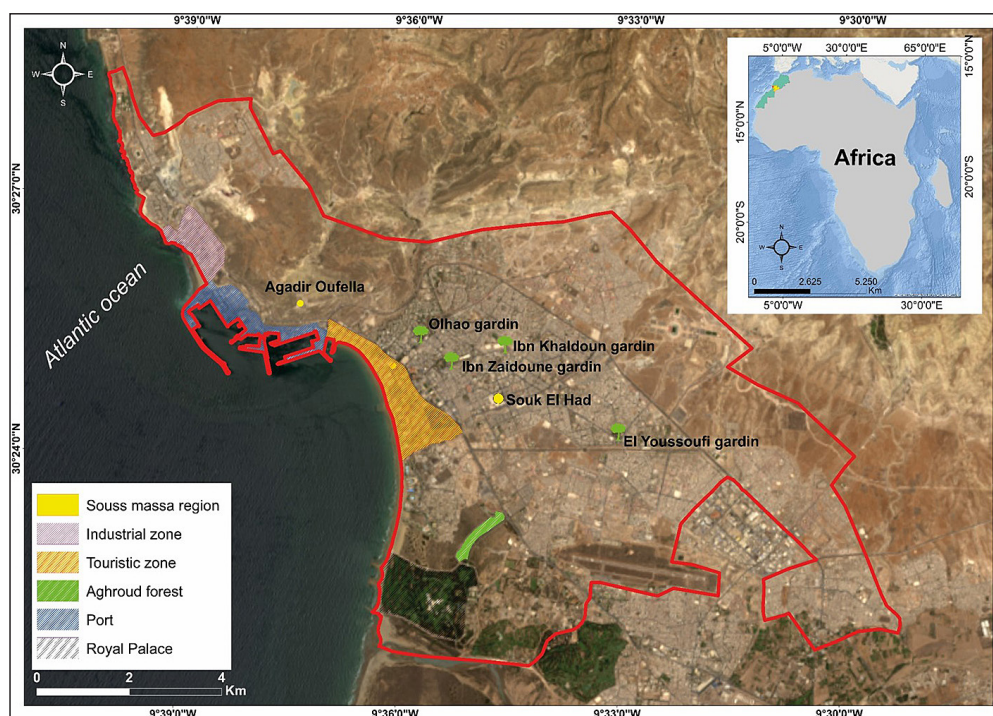 9°39'0"W 9°36'0"W 9°33'0"W 9°30'0"W
N
W E
S
30°27'0"N
30°24'0"N
Atlantic ocean
Agadir Oufella
Olhao gardin
Ibn Khaldoun gardin
Ibn Zaidoune gardin
Souk El Had
El Youssoufi gardin
5°0'0"W 30°0'0"E 65°0'0"E
15°0'0"N
15°0'0"N
20°0'0"S
20°0'0"S
Africa
N
W E
S
0 2.625 5.250
Km
5°0'0"W 30°0'0"E
Souss massa region
Industrial zone
Touristic zone
Aghroud forest
Port
Royal Palace
0 2 4
Km
9°39'0"W 9°36'0"W 9°33'0"W 9°30'0"W